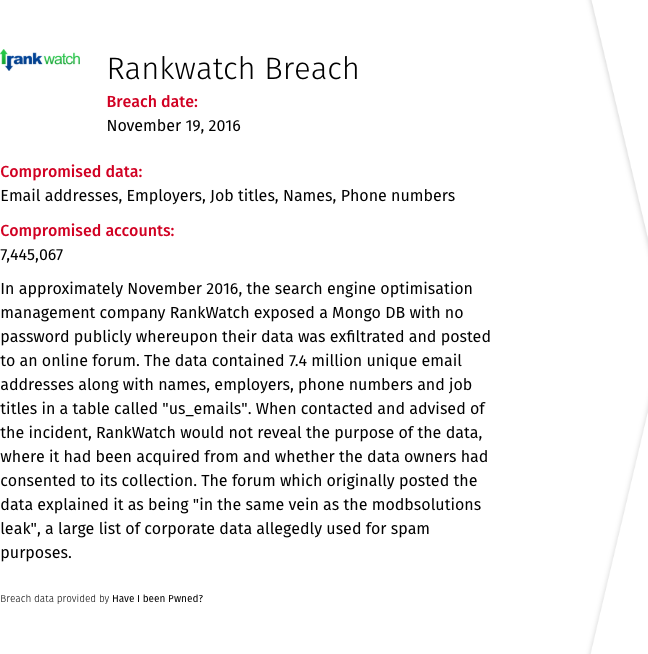 rankwatch
Rankwatch Breach
Breach date:
November 19, 2016
Compromised data:
Email addresses, Employers, Job titles, Names, Phone numbers
Compromised accounts:
7,445,067
In approximately November 2016, the search engine optimisation
management company RankWatch exposed a Mongo DB with no
password publicly whereupon their data was exfiltrated and posted
to an online forum. The data contained 7.4 million unique email
addresses along with names, employers, phone numbers and job
titles in a table called "us_emails". When contacted and advised of
the incident, RankWatch would not reveal the purpose of the data,
where it had been acquired from and whether the data owners had
consented to its collection. The forum which originally posted the
data explained it as being "in the same vein as the modbsolutions
leak", a large list of corporate data allegedly used for spam
purposes.
Breach data provided by Have I been Pwned?